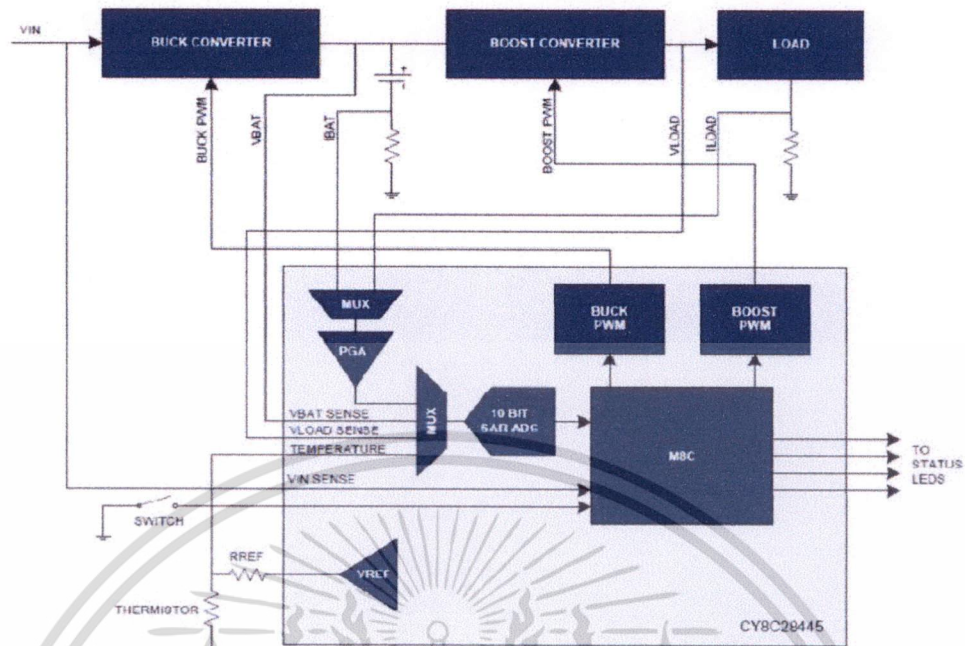 VIN
BUCK CONVERTER
BOOST CONVERTER
LOAD
BUCK PWM
VBAT
IBAT
BOOST PWM
VLOAD
ILOAD
MUX
PGA
BUCK
PWM
BOOST
PWM
VBAT SENSE
VLOAD SENSE
TEMPERATURE
VIN SENSE
MUX
10 BIT
SAR ADC
M8C
TO
STATUS
LEDS
SWITCH
RREF
VREF
THERMISTOR
CY8C28445